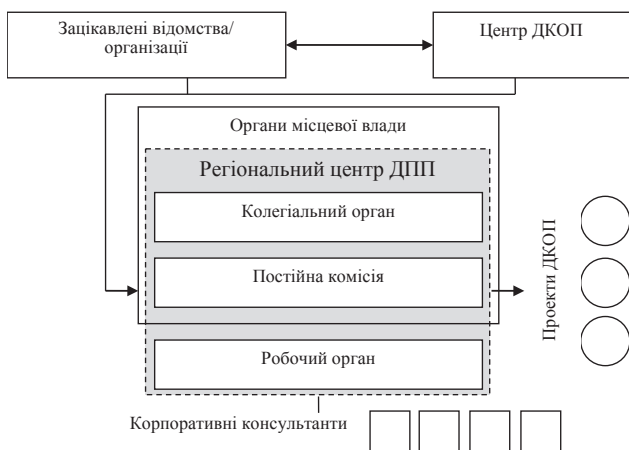 Зацікавлені відомства/
організації
Центр ДКОП
Органи місцевої влади
Регіональний центр ДПП
Колегіальний орган
Постійна комісія
Робочий орган
Проекти ДКОП
Корпоративні консультанти